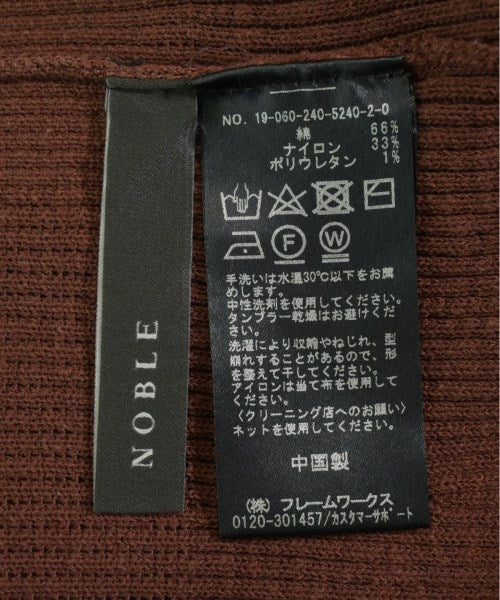 NOBLE
NO. 19-060-240-5240-2-0
綿 66%
ナイロン 33%
ポリウレタン 1%
F
W
手洗いは水温30℃以下をお薦
めします。
中性洗剤を使用してください。
タンブラー乾燥はお避けくだ
さい。
洗濯により収縮やねじれ、型
崩れすることがあるので、形
を整えて干してください。
アイロンは当て布を使用して
ください。
〈クリーニング店へのお願い〉
ネットを使用してください。
中国製
(株) フレームワークス
0120-301457/カスタマーサポート